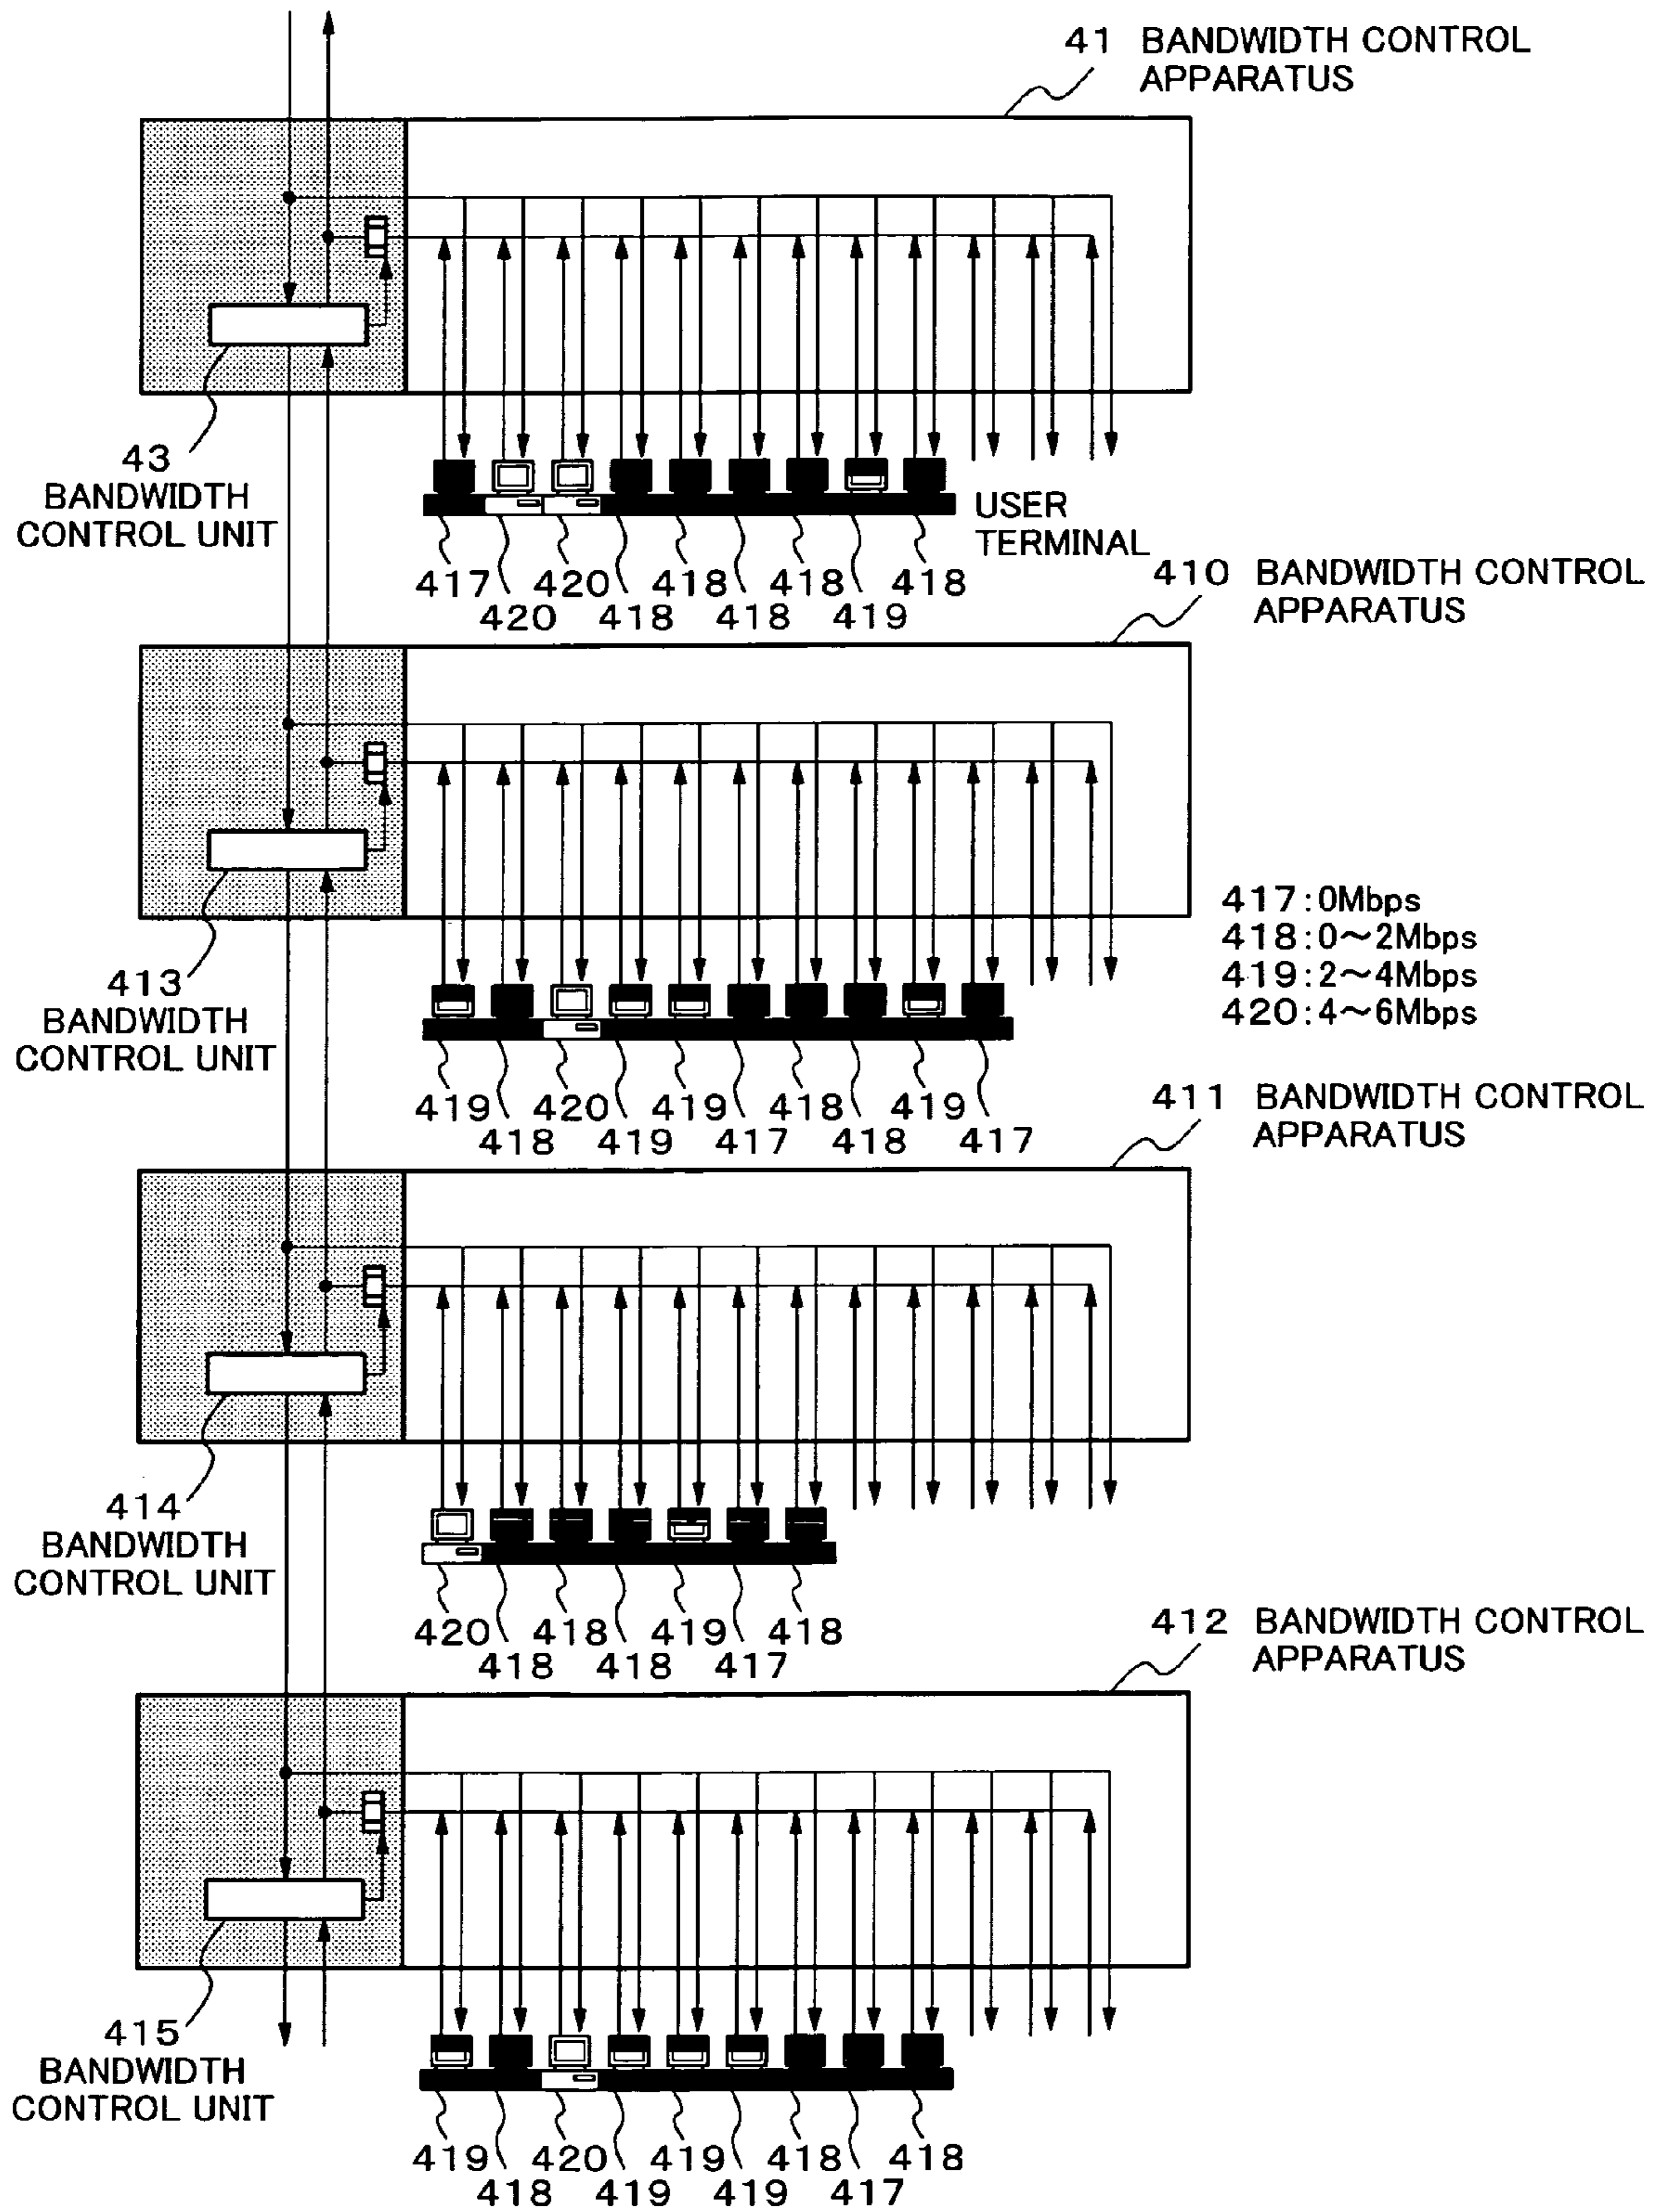 41 BANDWIDTH CONTROL
APPARATUS
43
BANDWIDTH
CONTROL UNIT
USER
TERMINAL
417 420 418 418 418
420 418 418 419
410 BANDWIDTH CONTROL
APPARATUS
417:0Mbps
418:0～2Mbps
419:2～4Mbps
420:4～6Mbps
413
BANDWIDTH
CONTROL UNIT
419 420 419 418 419
418 419 417 418 417
411 BANDWIDTH CONTROL
APPARATUS
414
BANDWIDTH
CONTROL UNIT
420 418 419 418
418 418 417
412 BANDWIDTH CONTROL
APPARATUS
415
BANDWIDTH
CONTROL UNIT
419 420 419 418 418
418 419 419 417